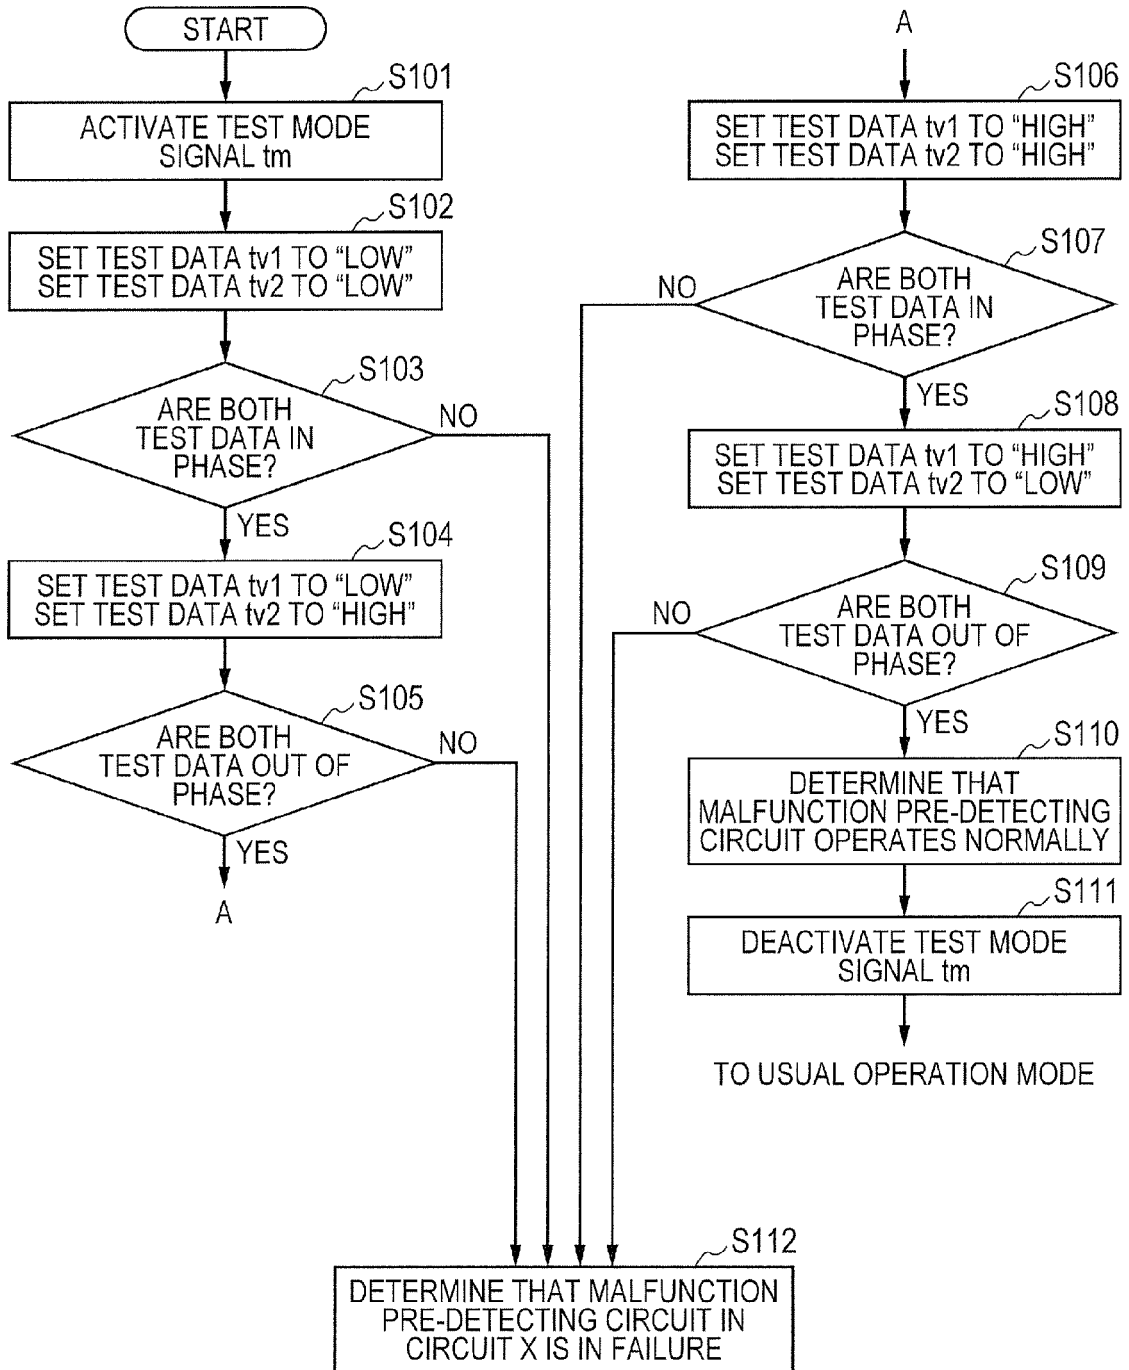 START
S101
ACTIVATE TEST MODE
SIGNAL tm
S102
SET TEST DATA tv1 TO “LOW”
SET TEST DATA tv2 TO “LOW”
S103
ARE BOTH
TEST DATA IN
PHASE?
NO
YES
S104
SET TEST DATA tv1 TO “LOW”
SET TEST DATA tv2 TO “HIGH”
S105
ARE BOTH
TEST DATA OUT OF
PHASE?
NO
YES
A
A
S106
SET TEST DATA tv1 TO “HIGH”
SET TEST DATA tv2 TO “HIGH”
S107
ARE BOTH
TEST DATA IN
PHASE?
NO
YES
S108
SET TEST DATA tv1 TO “HIGH”
SET TEST DATA tv2 TO “LOW”
S109
ARE BOTH
TEST DATA OUT OF
PHASE?
NO
YES
S110
DETERMINE THAT
MALFUNCTION PRE-DETECTING
CIRCUIT OPERATES NORMALLY
S111
DEACTIVATE TEST MODE
SIGNAL tm
TO USUAL OPERATION MODE
S112
DETERMINE THAT MALFUNCTION
PRE-DETECTING CIRCUIT IN
CIRCUIT X IS IN FAILURE